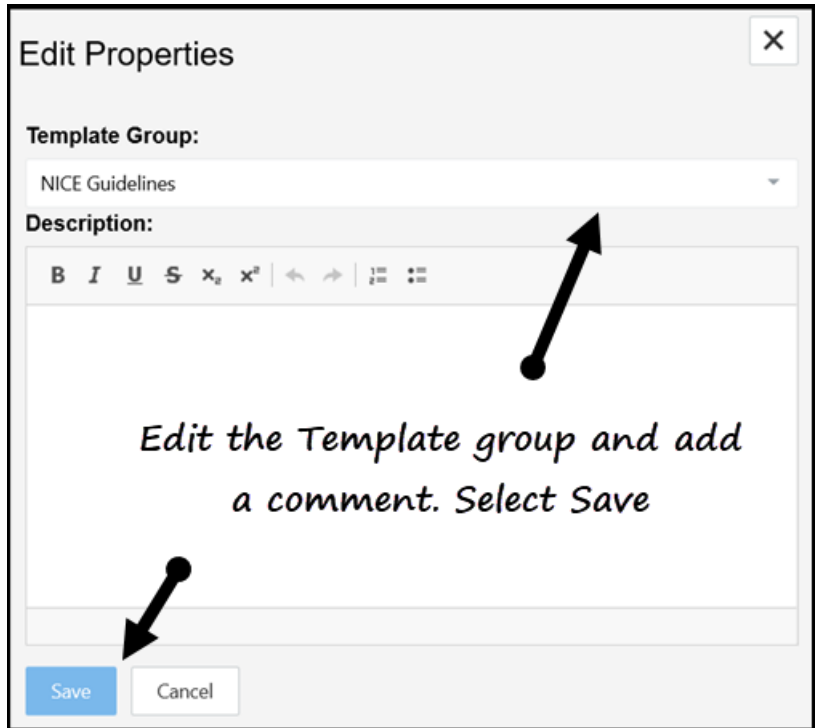 Edit Properties
Template Group:
NICE Guidelines
Description:
B I U S x₂ x²
Edit the Template group and add
a comment. Select Save
Save Cancel